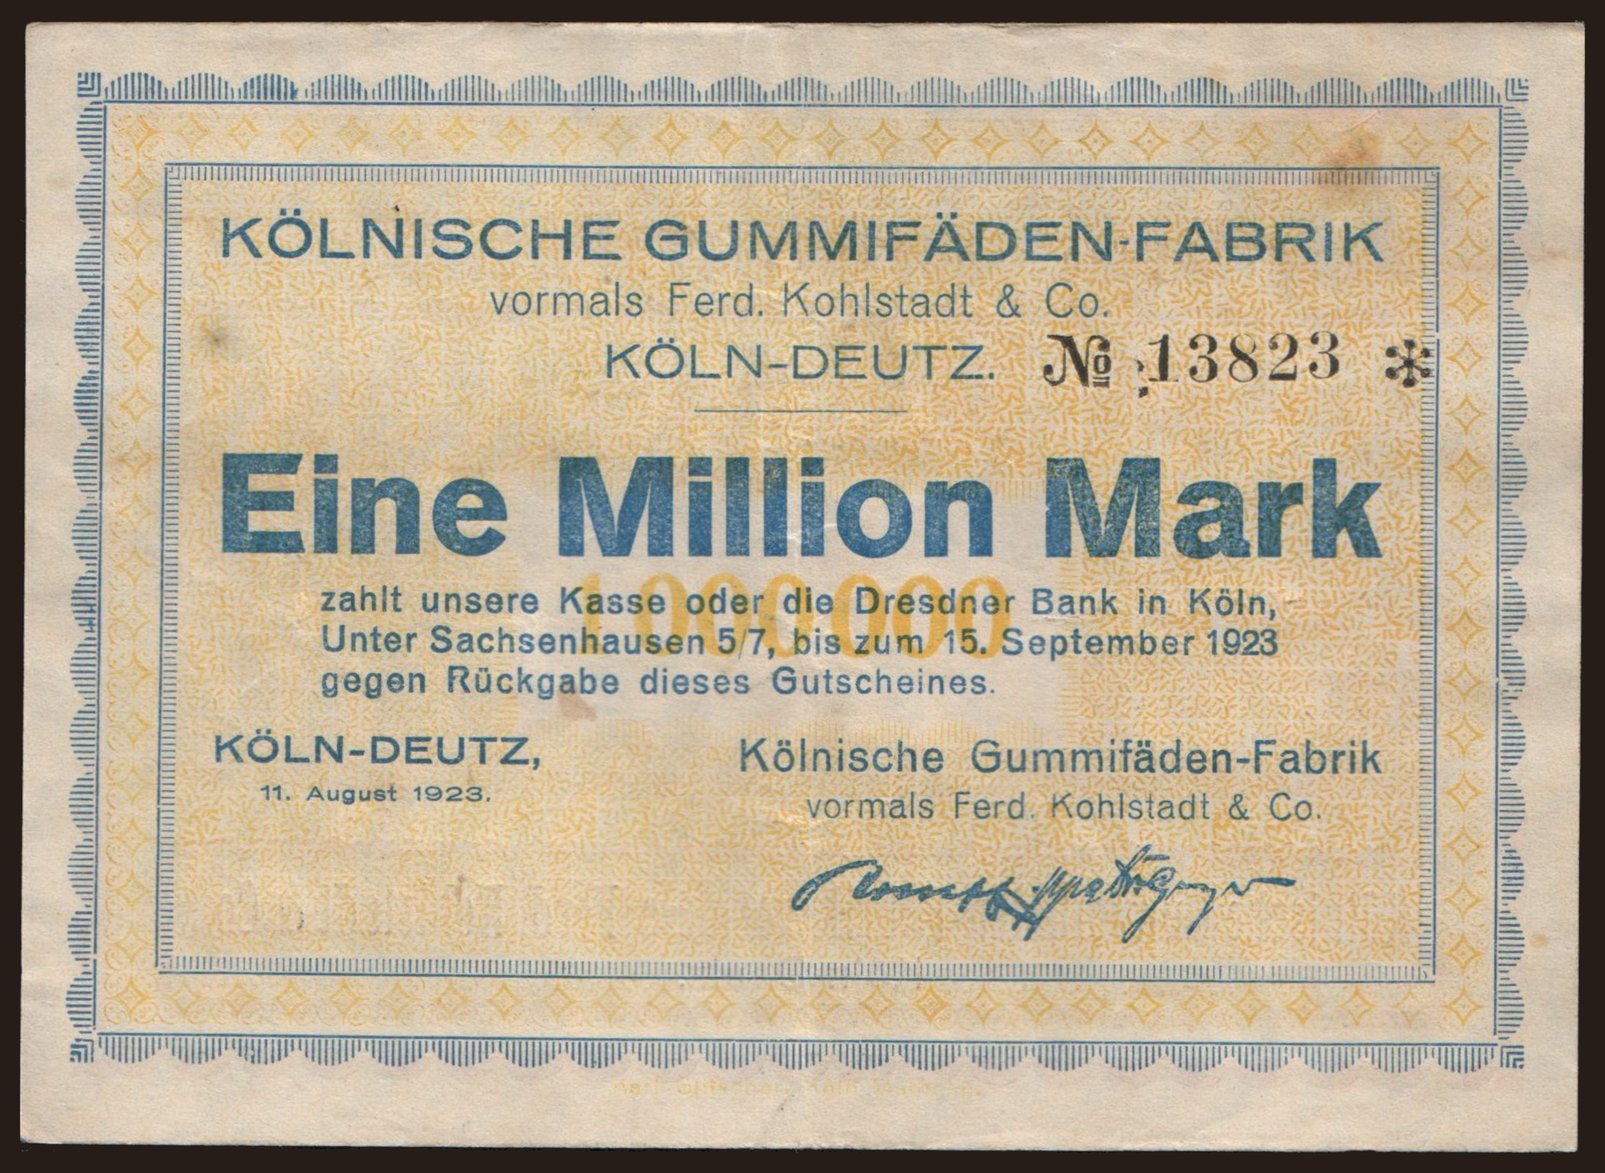 KÖLNISCHE GUMMIFÄDEN-FABRIK
vormals Ferd. Kohlstadt & Co.
KÖLN-DEUTZ. № 13823 *
Eine Million Mark
1 000 000
zahlt unsere Kasse oder die Dresdner Bank in Köln,
Unter Sachsenhausen 5/7, bis zum 15. September 1923
gegen Rückgabe dieses Gutscheines.
KÖLN-DEUTZ,
11. August 1923.
Kölnische Gummifäden-Fabrik
vormals Ferd. Kohlstadt & Co.